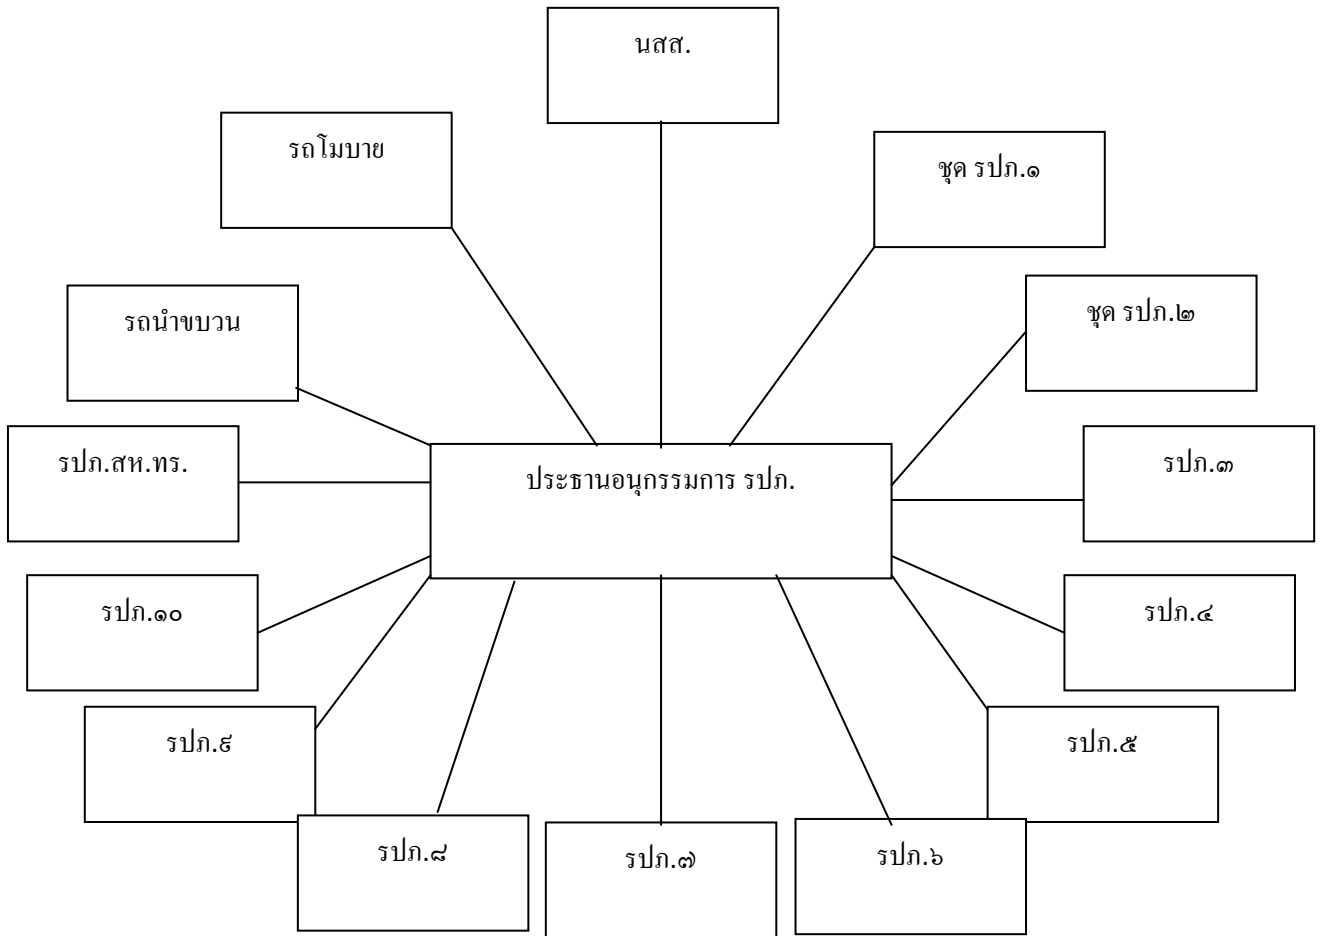 นสส.
รถโมบาย
ชุด รปภ.๑
รถนำขบวน
ชุด รปภ.๒
รปภ.สห.ทร.
ประธานอนุกรรมการ รปภ.
รปภ.๓
รปภ.๑๐
รปภ.๔
รปภ.๙
รปภ.๕
รปภ.๘
รปภ.๗
รปภ.๖